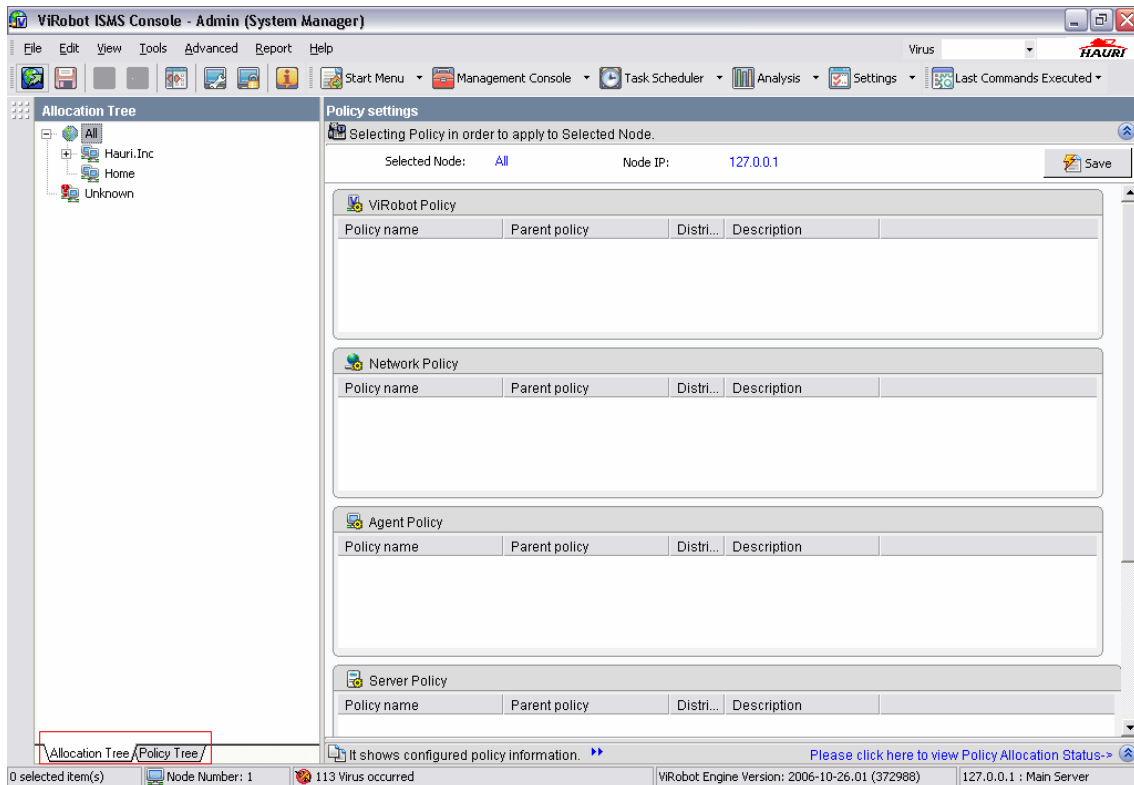 ViRobot ISMS Console - Admin (System Manager)
File Edit View Tools Advanced Report Help Virus HAURI
Start Menu Management Console Task Scheduler Analysis Settings Last Commands Executed
Allocation Tree
All
Hauri.Inc
Home
Unknown
Policy settings
Selecting Policy in order to apply to Selected Node.
Selected Node: All Node IP: 127.0.0.1 Save
ViRobot Policy
Policy name Parent policy Distri... Description
Network Policy
Policy name Parent policy Distri... Description
Agent Policy
Policy name Parent policy Distri... Description
Server Policy
Policy name Parent policy Distri... Description
Allocation Tree Policy Tree
It shows configured policy information. Please click here to view Policy Allocation Status->
0 selected item(s) Node Number: 1 113 Virus occurred ViRobot Engine Version: 2006-10-26.01 (372988) 127.0.0.1 : Main Server